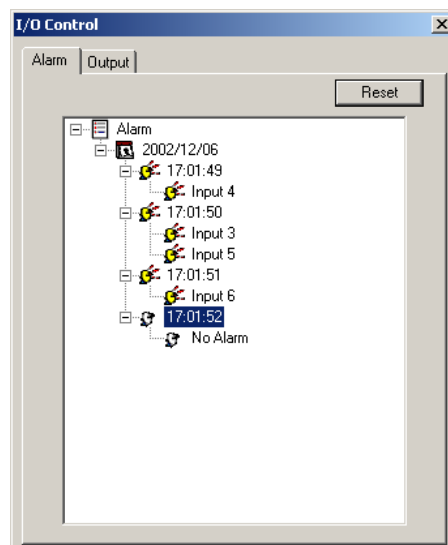 I/O Control
Alarm
Output
Reset
Alarm
2002/12/06
17:01:49
Input 4
17:01:50
Input 3
Input 5
17:01:51
Input 6
17:01:52
No Alarm